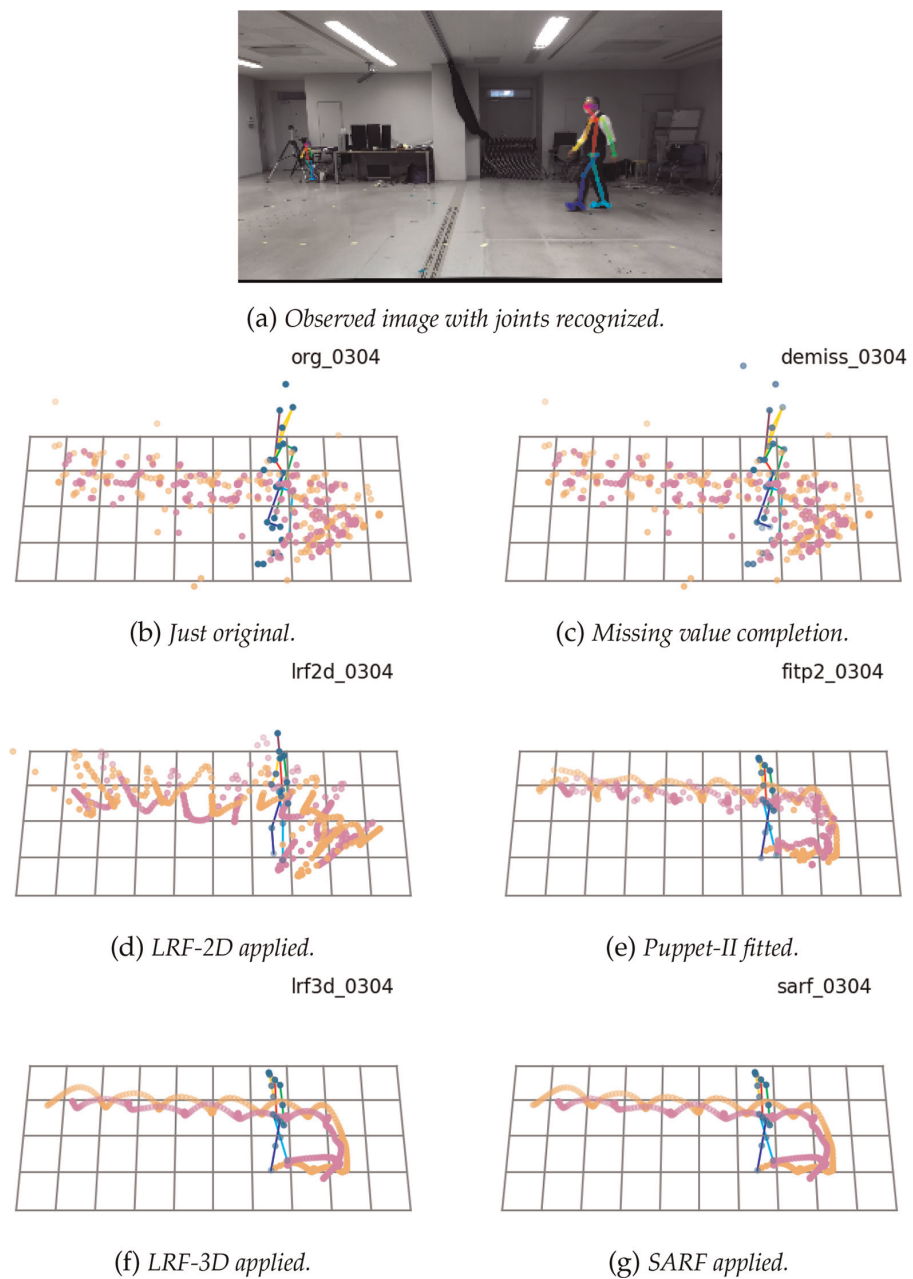 (a) Observed image with joints recognized.
org_0304
demiss_0304
(b) Just original.
(c) Missing value completion.
lrf2d_0304
fitp2_0304
(d) LRF-2D applied.
(e) Puppet-II fitted.
lrf3d_0304
sarf_0304
(f) LRF-3D applied.
(g) SARF applied.